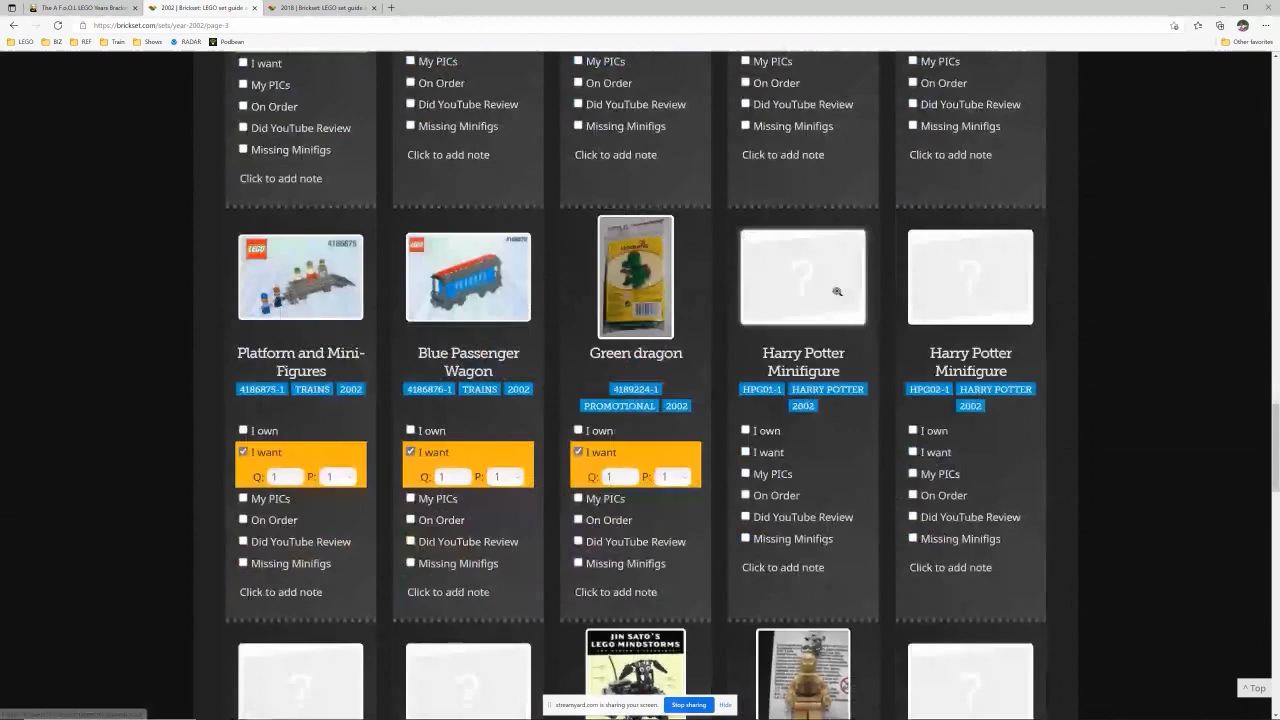 The A.F.o.O.L LEGO Years Bracke
2002 | Brickset: LEGO set guide a
2018 | Brickset: LEGO set guide a
https://brickset.com/sets/year-2002/page-3
LEGO BIZ REF Train Shows RADAR Podbean Other favorites
I want My PICs My PICs My PICs My PICs
My PICs On Order On Order On Order On Order
On Order Did YouTube Review Did YouTube Review Did YouTube Review Did YouTube Review
Did YouTube Review Missing Minifigs Missing Minifigs Missing Minifigs Missing Minifigs
Missing Minifigs
Click to add note Click to add note Click to add note Click to add note
Click to add note
LEGO 4186875 LEGO
Platform and Mini- Blue Passenger Green dragon Harry Potter Harry Potter
Figures Wagon Minifigure Minifigure
4186875-1 TRAINS 2002 4186876-1 TRAINS 2002 4189224-1 HPG01-1 HARRY POTTER HPG02-1 HARRY POTTER
PROMOTIONAL 2002 2002 2002
I own I own I own I own I own
I want I want I want I want I want
Q: 1 P: 1 Q: 1 P: 1 Q: 1 P: 1
My PICs My PICs
My PICs My PICs My PICs
On Order On Order
On Order On Order On Order
Did YouTube Review Did YouTube Review
Did YouTube Review Did YouTube Review Did YouTube Review
Missing Minifigs Missing Minifigs
Missing Minifigs Missing Minifigs Missing Minifigs
Click to add note Click to add note
Click to add note Click to add note Click to add note
JIN SATO'S
LEGO MINDSTORMS
^ Top
streamyard.com is sharing your screen. Stop sharing Hide